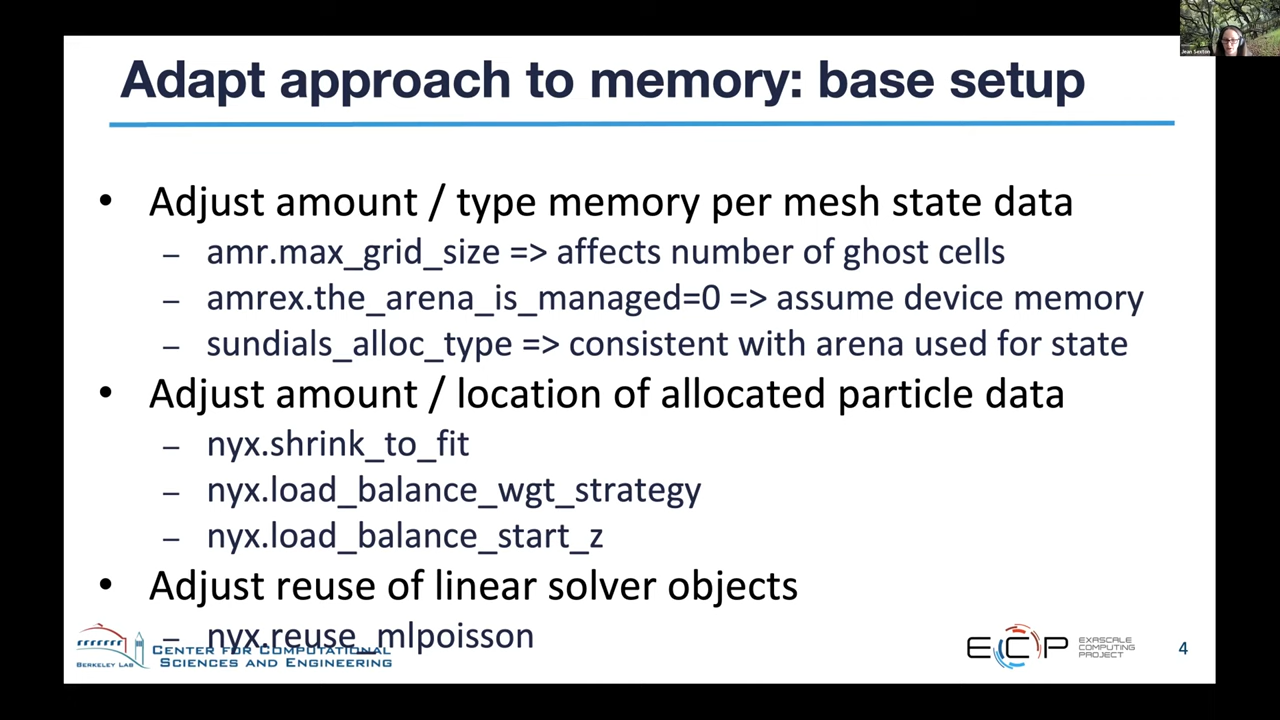 Jean Sexton
Adapt approach to memory: base setup
• Adjust amount / type memory per mesh state data
– amr.max_grid_size => affects number of ghost cells
– amrex.the_arena_is_managed=0 => assume device memory
– sundials_alloc_type => consistent with arena used for state
• Adjust amount / location of allocated particle data
– nyx.shrink_to_fit
– nyx.load_balance_wgt_strategy
– nyx.load_balance_start_z
• Adjust reuse of linear solver objects
– nyx.reuse_mlpoisson
BERKELEY LAB
CENTER FOR COMPUTATIONAL
SCIENCES AND ENGINEERING
ECP
EXASCALE
COMPUTING
PROJECT
4